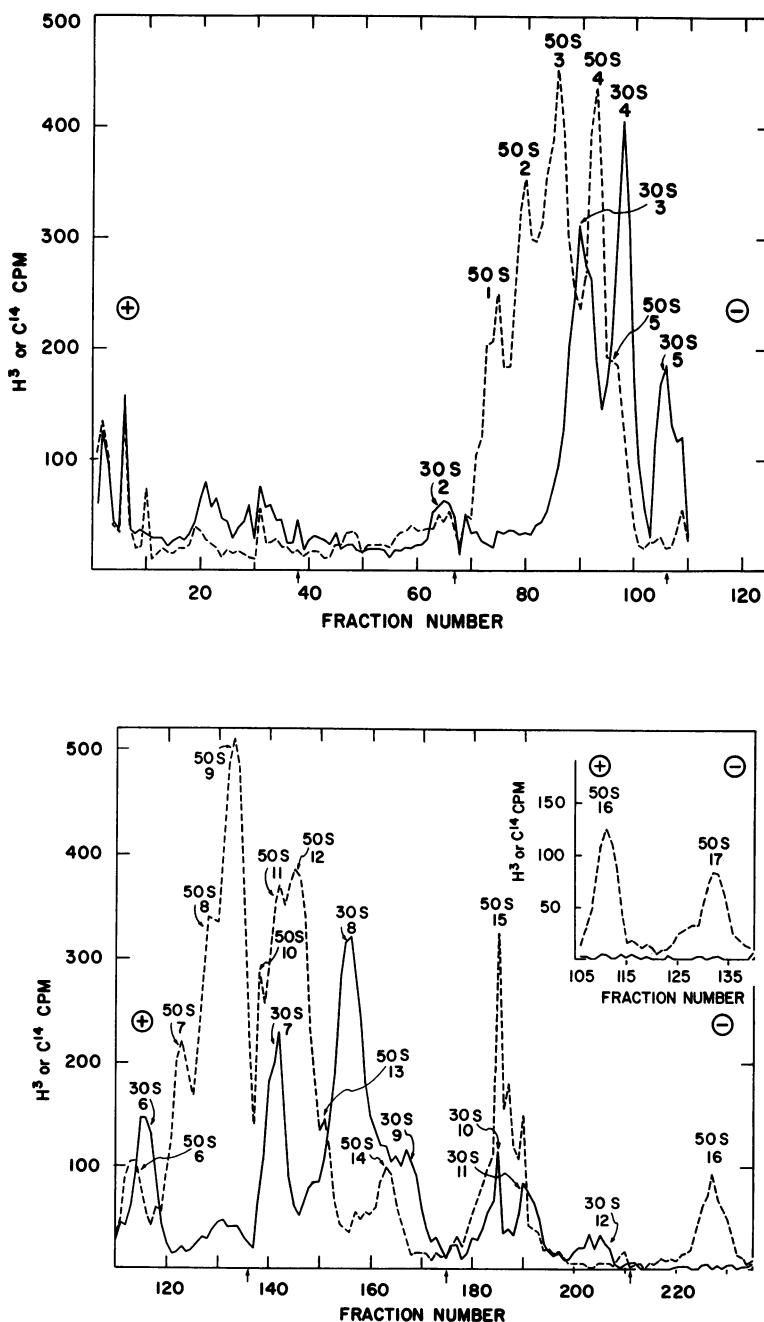 500
400
300
200
100
H³ or C¹⁴ CPM
⊕
⊖
50S
1
50S
2
50S
3
50S
4
30S
4
30S
3
50S
5
30S
5
30S
2
20
40
60
80
100
120
FRACTION NUMBER
500
400
300
200
100
H³ or C¹⁴ CPM
⊕
⊖
30S
6
50S
6
50S
7
50S
8
50S
9
50S
10
50S
11
50S
12
30S
7
30S
8
50S
13
50S
14
30S
9
50S
15
30S
10
30S
11
30S
12
50S
16
120
140
160
180
200
220
FRACTION NUMBER
⊕
⊖
50S
16
50S
17
150
100
50
H³ or C¹⁴ CPM
105
115
125
135
FRACTION NUMBER